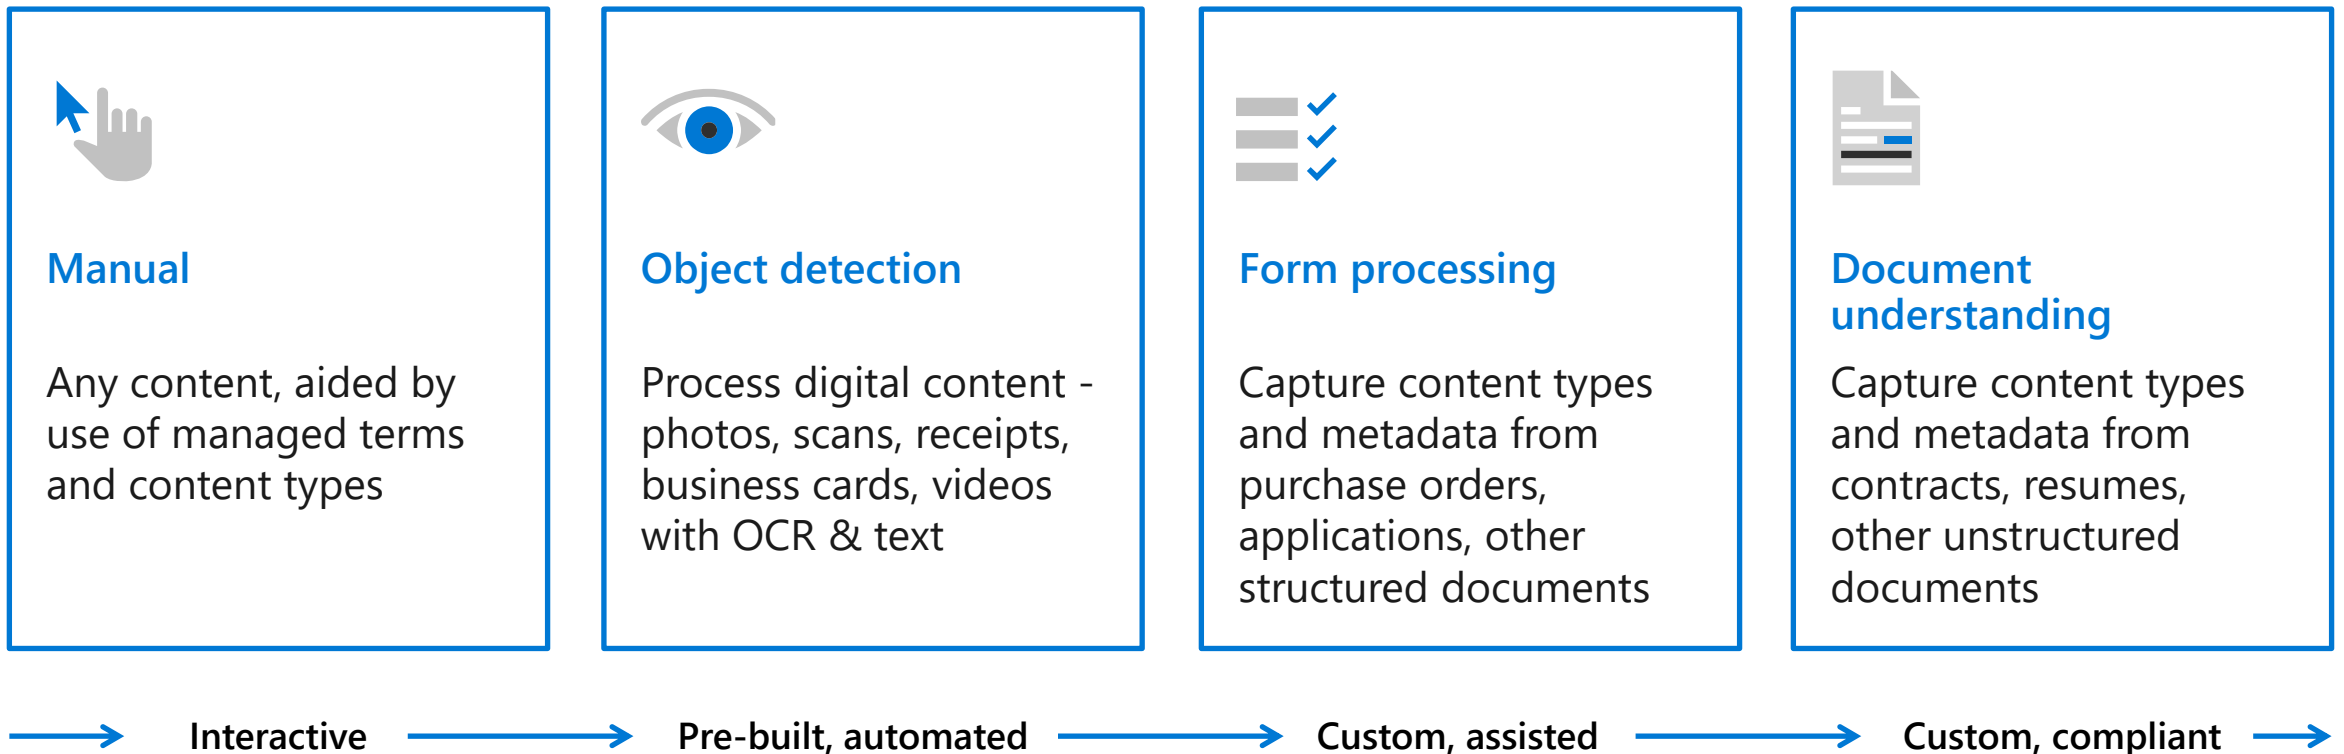 Manual
Any content, aided by
use of managed terms
and content types
Object detection
Process digital content -
photos, scans, receipts,
business cards, videos
with OCR & text
Form processing
Capture content types
and metadata from
purchase orders,
applications, other
structured documents
Document
understanding
Capture content types
and metadata from
contracts, resumes,
other unstructured
documents
Interactive
Pre-built, automated
Custom, assisted
Custom, compliant